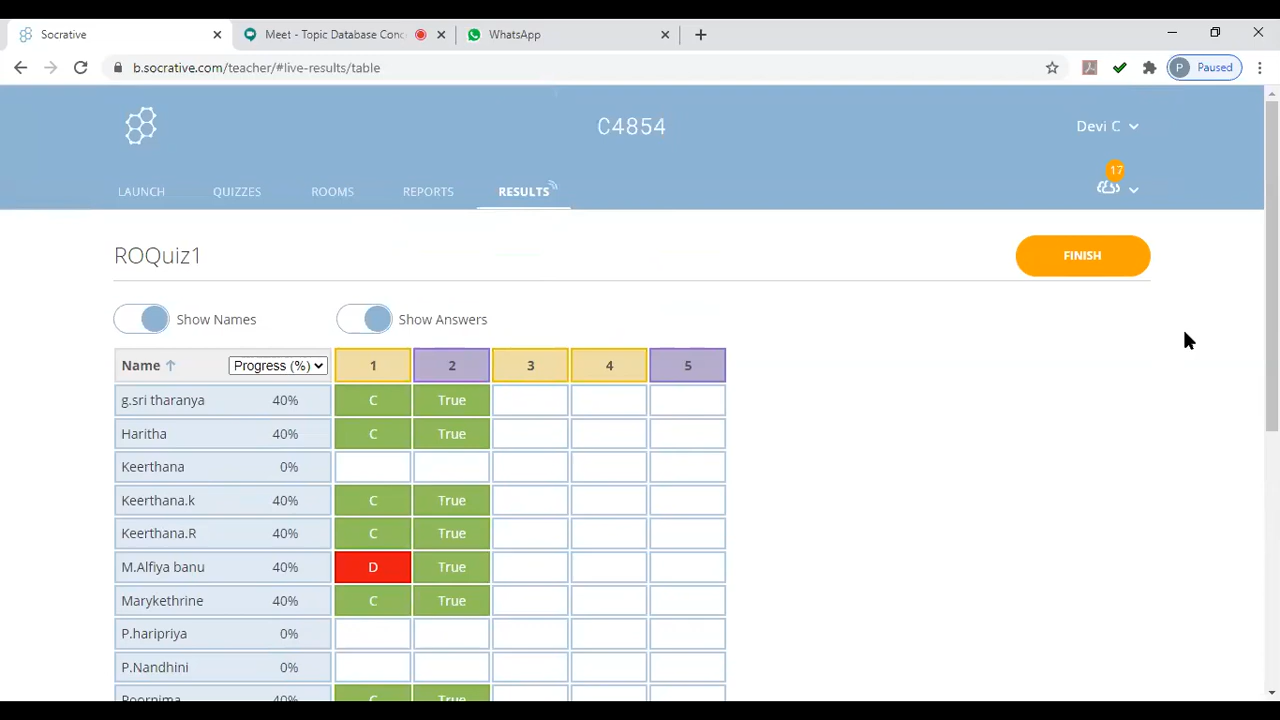 Socrative
Meet - Topic Database Conc
WhatsApp
b.socrative.com/teacher/#live-results/table
P Paused
C4854
Devi C
17
LAUNCH QUIZZES ROOMS REPORTS RESULTS
ROQuiz1
FINISH
Show Names Show Answers
Name Progress (%) 1 2 3 4 5
g.sri tharanya 40% C True
Haritha 40% C True
Keerthana 0%
Keerthana.k 40% C True
Keerthana.R 40% C True
M.Alfiya banu 40% D True
Marykethrine 40% C True
P.haripriya 0%
P.Nandhini 0%
Poornima 40% C True